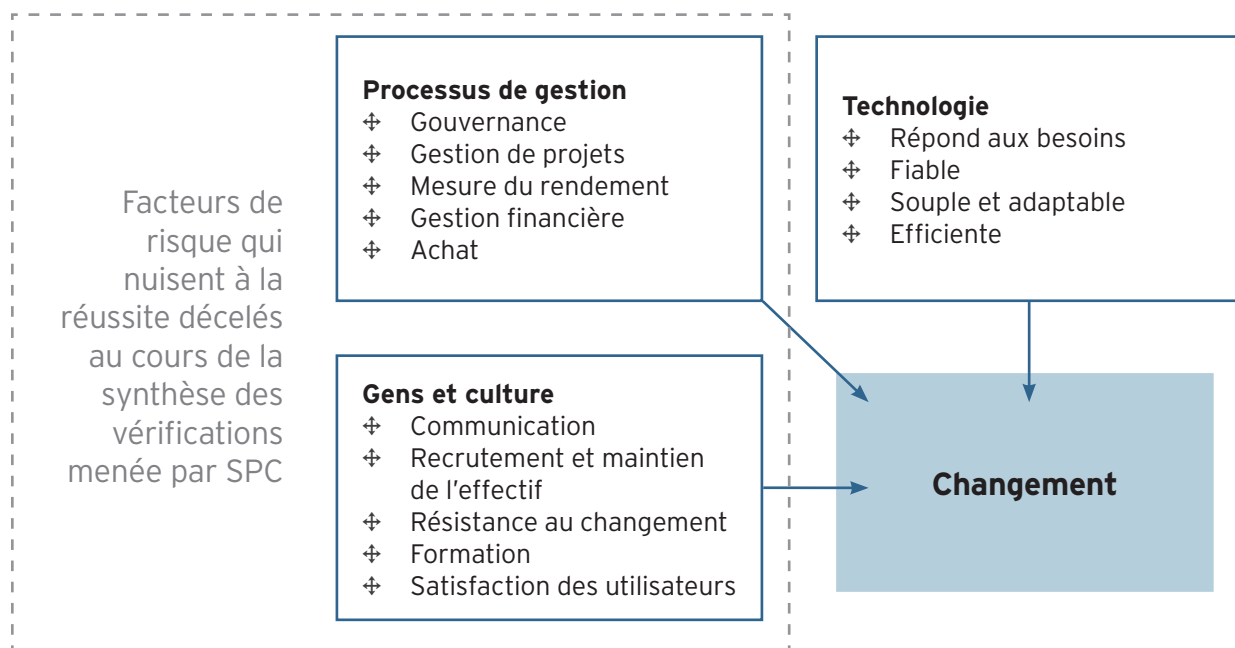 Facteurs de
risque qui
nuisent à la
réussite décelés
au cours de la
synthèse des
vérifications
menée par SPC
Processus de gestion
Gouvernance
Gestion de projets
Mesure du rendement
Gestion financière
Achat
Gens et culture
Communication
Recrutement et maintien
de l'effectif
Résistance au changement
Formation
Satisfaction des utilisateurs
Technologie
Répond aux besoins
Fiable
Souple et adaptable
Efficiente
Changement